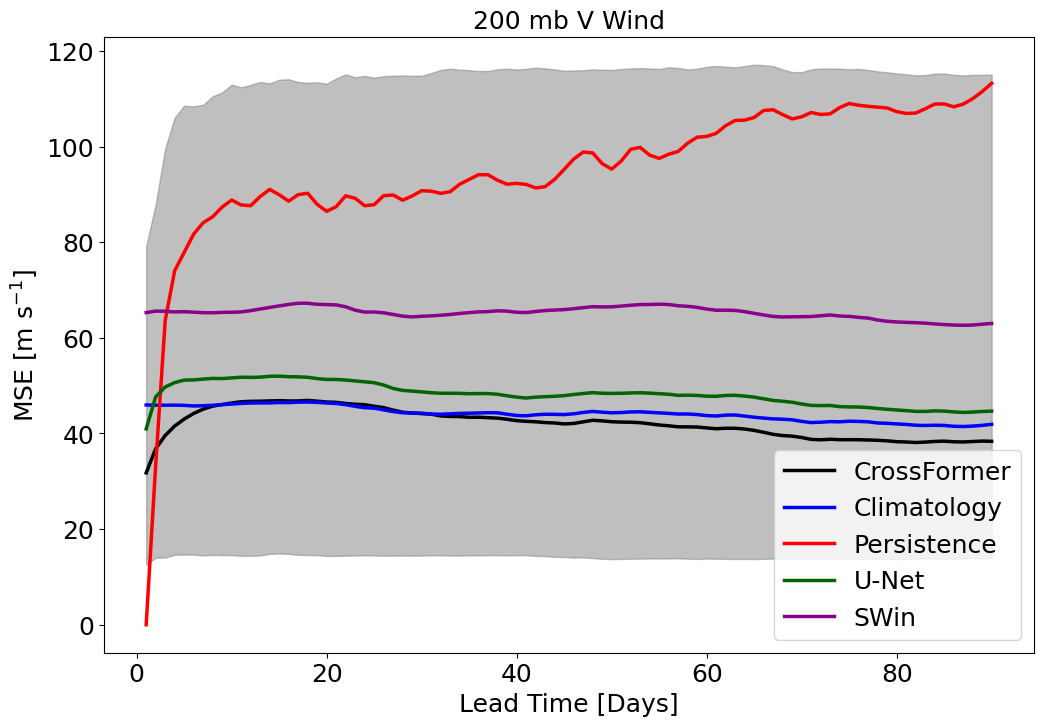 200 mb V Wind
MSE [m s⁻¹]
120
100
80
60
40
20
0
0 20 40 60 80
Lead Time [Days]
CrossFormer
Climatology
Persistence
U-Net
SWin